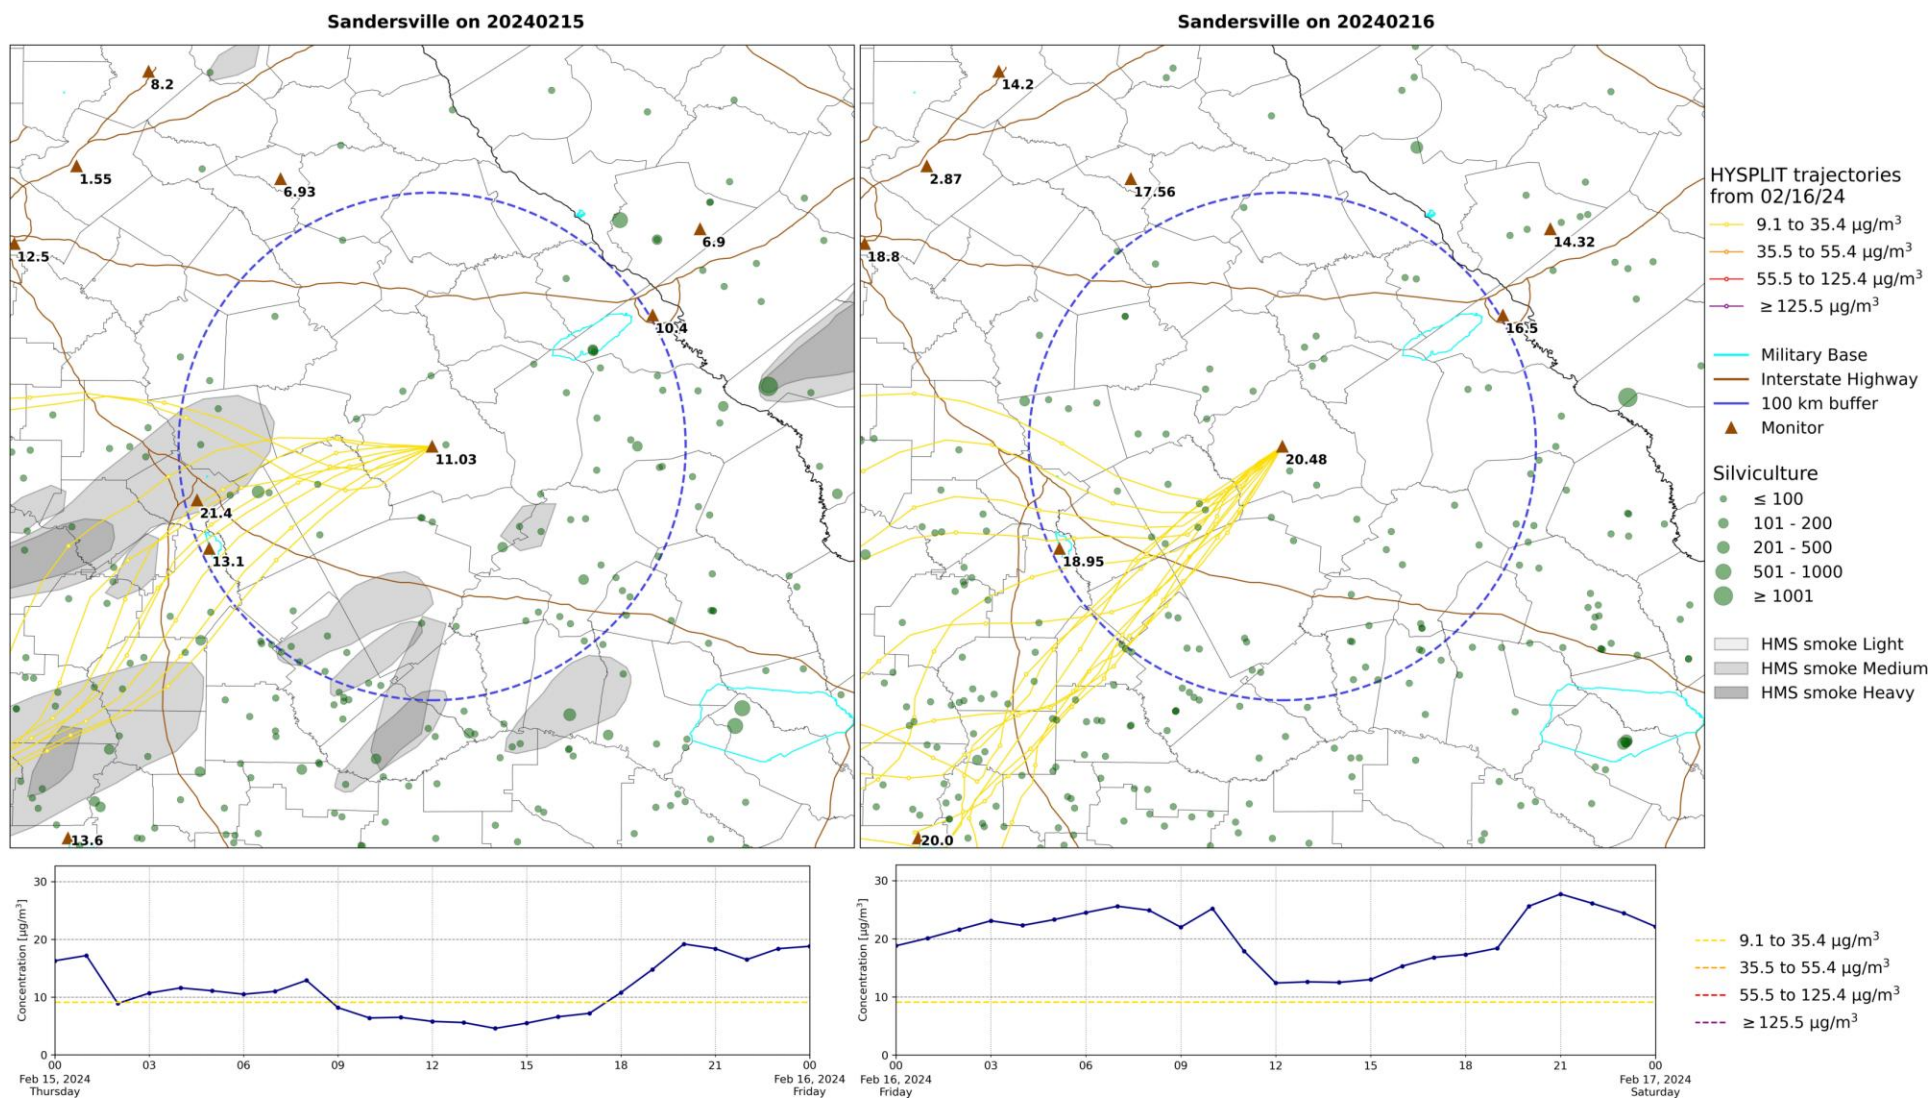 Sandersville on 20240215
Sandersville on 20240216
8.2
1.55
6.93
12.5
6.9
10.4
11.03
21.4
13.1
13.6
14.2
2.87
17.56
18.8
14.32
16.5
20.48
18.95
20.0
HYSPLIT trajectories
from 02/16/24
9.1 to 35.4 µg/m³
35.5 to 55.4 µg/m³
55.5 to 125.4 µg/m³
≥ 125.5 µg/m³
Military Base
Interstate Highway
100 km buffer
Monitor
Silviculture
≤ 100
101 - 200
201 - 500
501 - 1000
≥ 1001
HMS smoke Light
HMS smoke Medium
HMS smoke Heavy
Concentration [µg/m³]
30
20
10
0
00
03
06
09
12
15
18
21
00
Feb 15, 2024
Thursday
Feb 16, 2024
Friday
Concentration [µg/m³]
30
20
10
0
00
03
06
09
12
15
18
21
00
Feb 16, 2024
Friday
Feb 17, 2024
Saturday
9.1 to 35.4 µg/m³
35.5 to 55.4 µg/m³
55.5 to 125.4 µg/m³
≥ 125.5 µg/m³